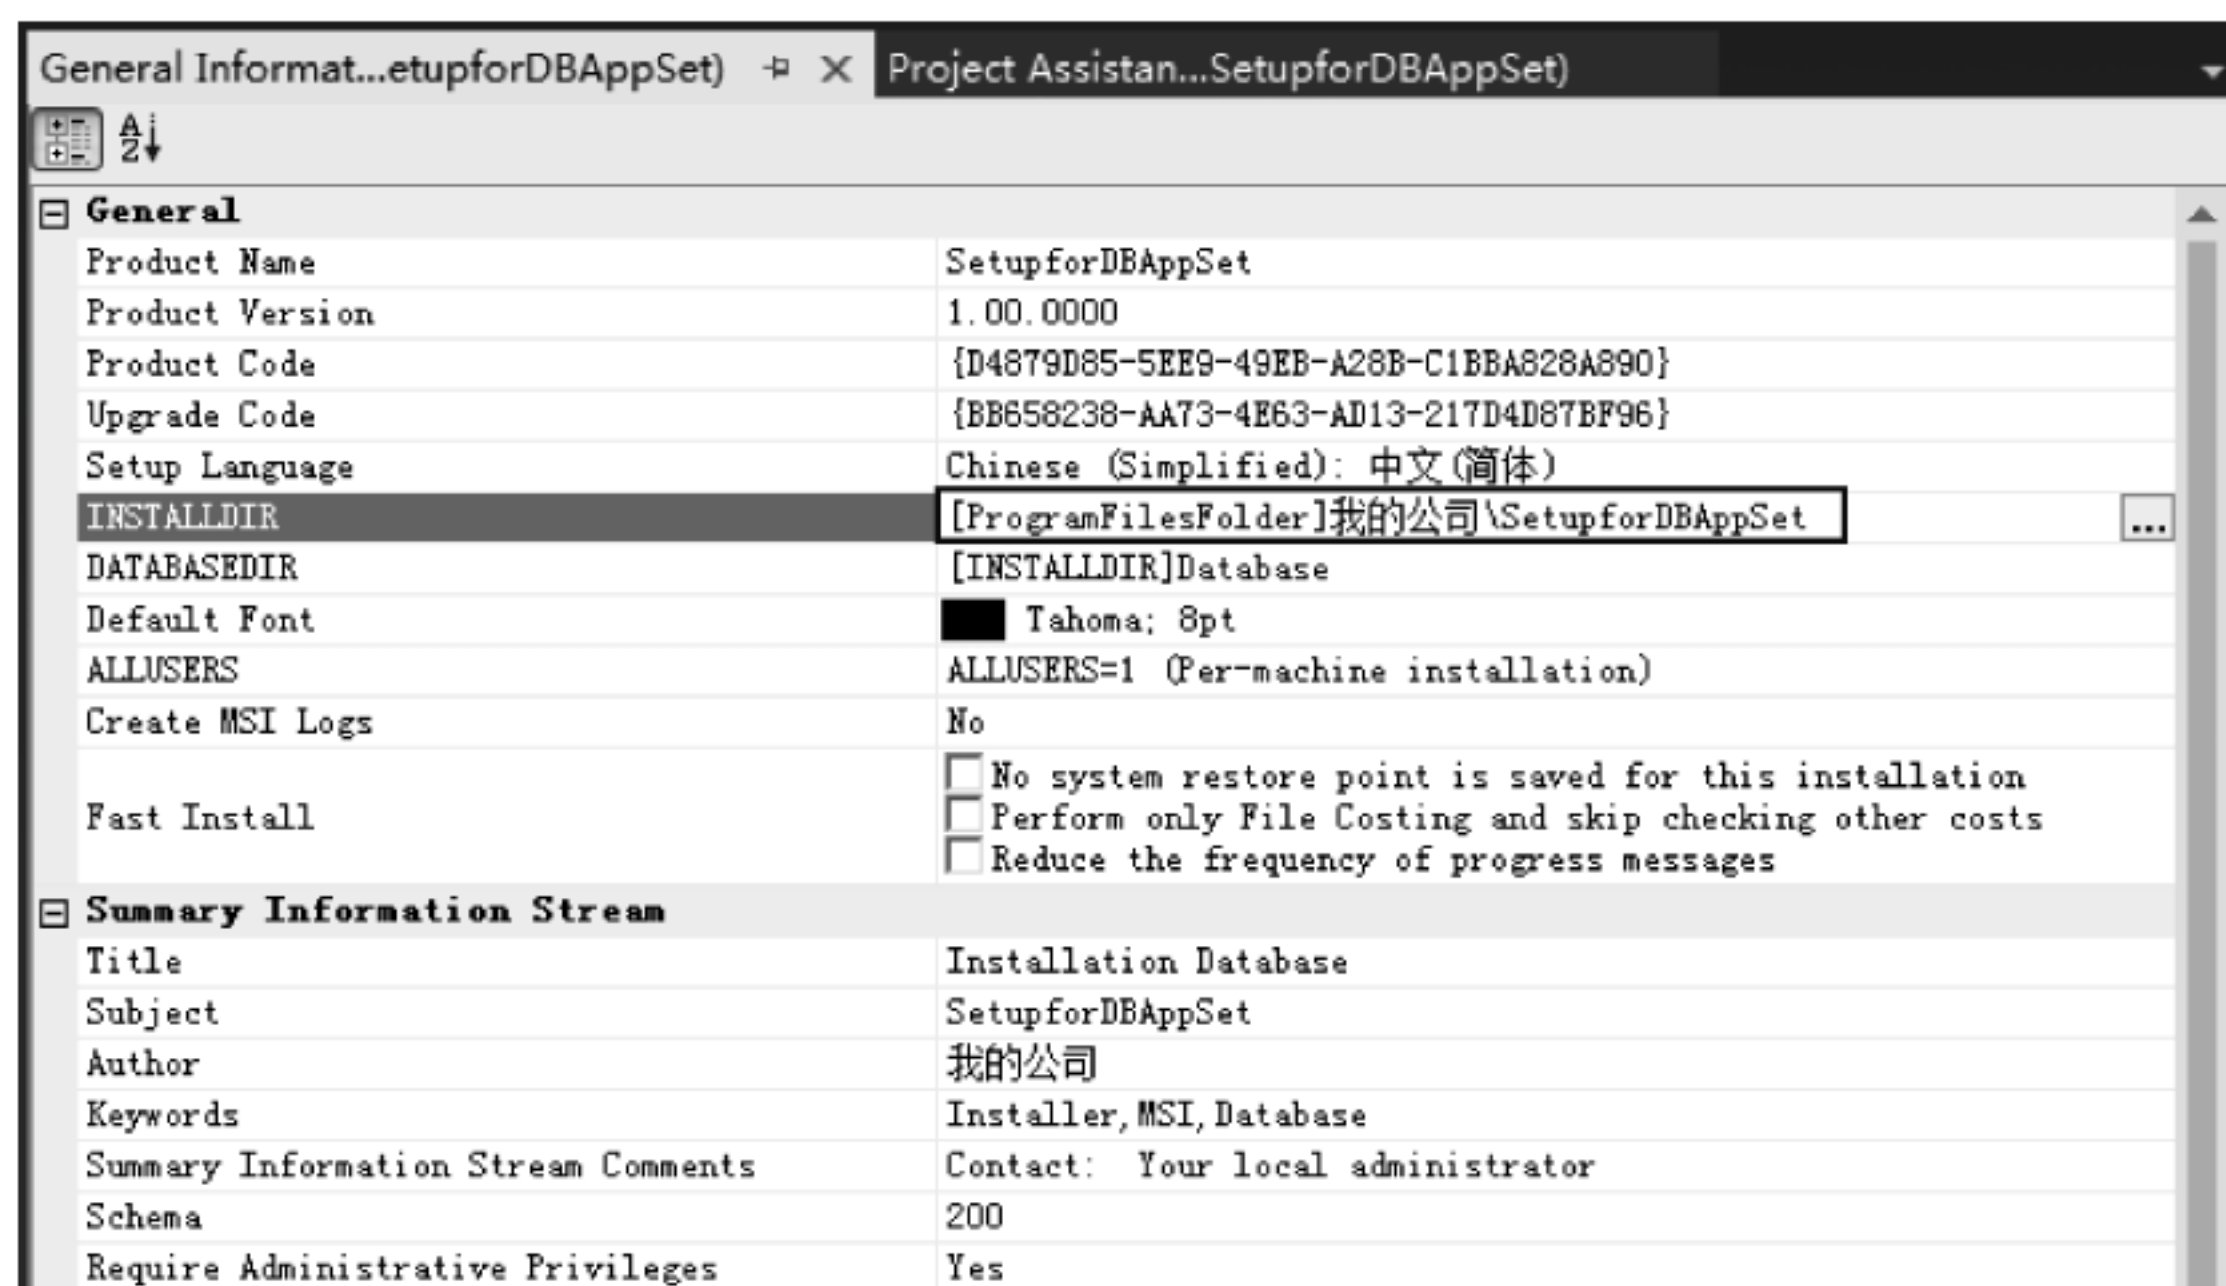 General Informat...etupforDBAppSet)
Project Assistan...SetupforDBAppSet)
General
Product Name SetupforDBAppSet
Product Version 1.00.0000
Product Code {D4879D85-5EE9-49EB-A28B-C1BBA828A890}
Upgrade Code {BB658238-AA73-4E63-AD13-217D4D87BF96}
Setup Language Chinese (Simplified): 中文(简体)
INSTALLDIR [ProgramFilesFolder]我的公司\SetupforDBAppSet ...
DATABASEDIR [INSTALLDIR]Database
Default Font Tahoma; 8pt
ALLUSERS ALLUSERS=1 (Per-machine installation)
Create MSI Logs No
Fast Install
No system restore point is saved for this installation
Perform only File Costing and skip checking other costs
Reduce the frequency of progress messages
Summary Information Stream
Title Installation Database
Subject SetupforDBAppSet
Author 我的公司
Keywords Installer,MSI,Database
Summary Information Stream Comments Contact: Your local administrator
Schema 200
Require Administrative Privileges Yes